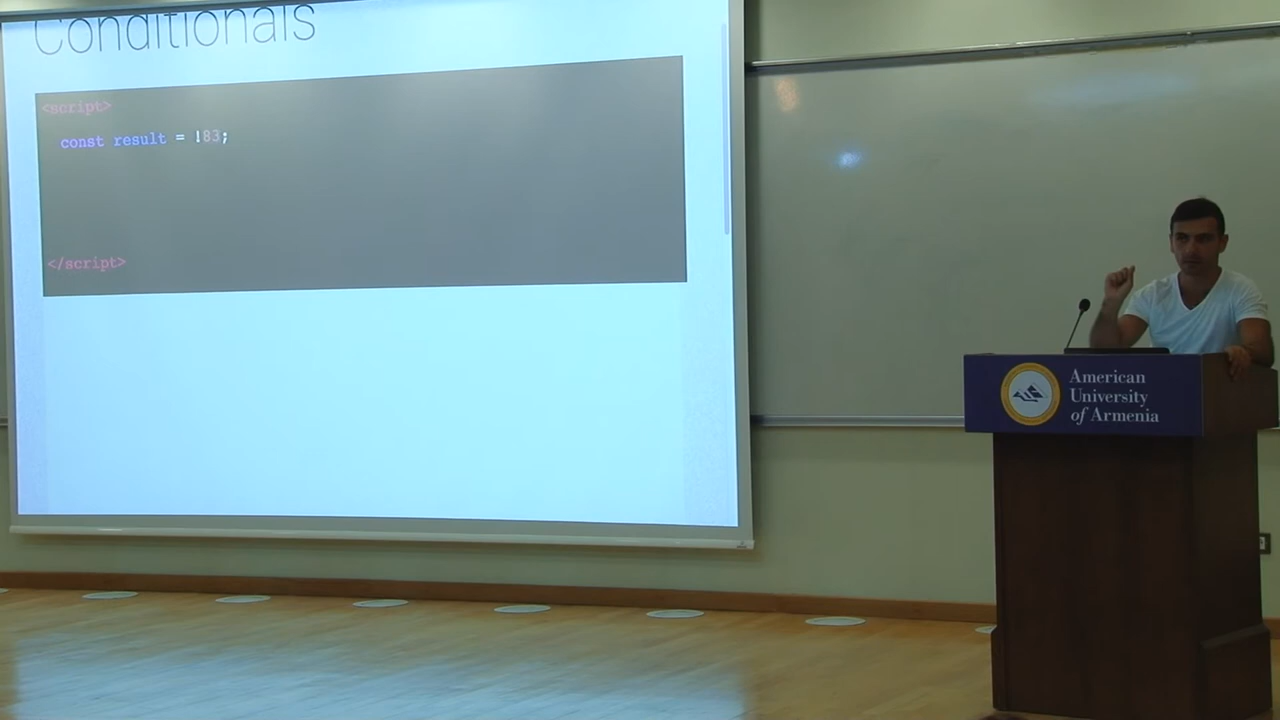 Conditionals
<script>
const result = !83;
</script>
American
University
of Armenia